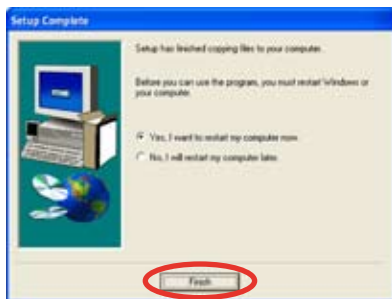 Setup Complete
Setup has finished copying files to your computer.
Before you can use the program, you must restart Windows or
your computer.
Yes, I want to restart my computer now.
No, I will restart my computer later.
Finish